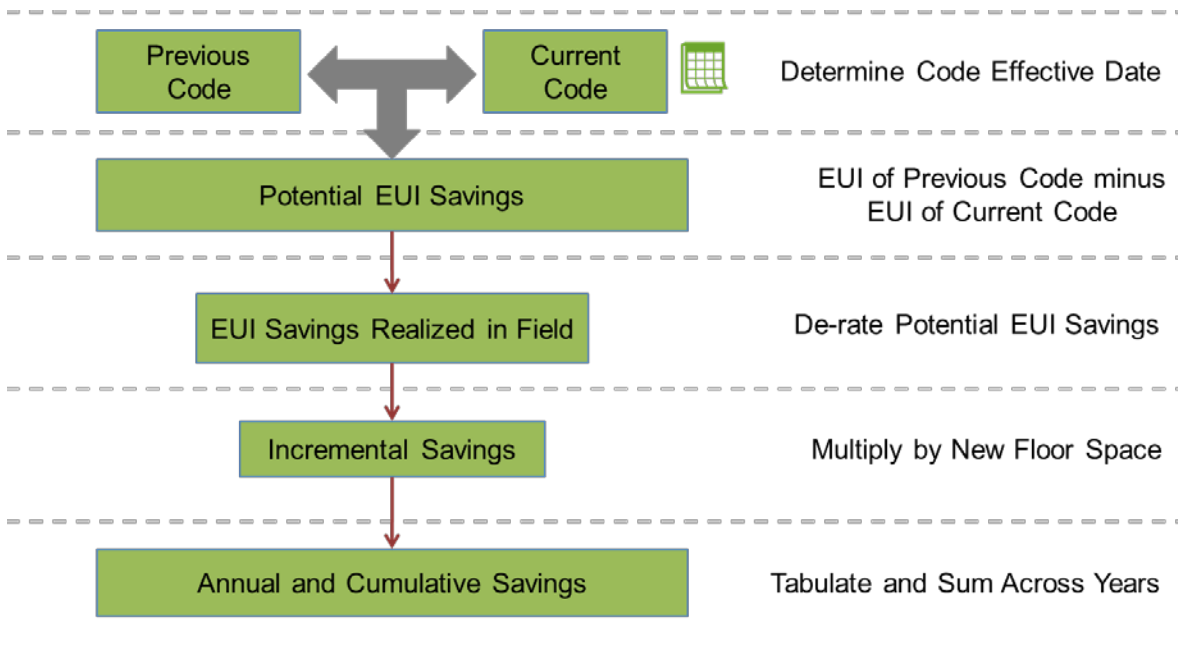 Previous
Code
Current
Code
Determine Code Effective Date
Potential EUI Savings
EUI of Previous Code minus
EUI of Current Code
EUI Savings Realized in Field
De-rate Potential EUI Savings
Incremental Savings
Multiply by New Floor Space
Annual and Cumulative Savings
Tabulate and Sum Across Years